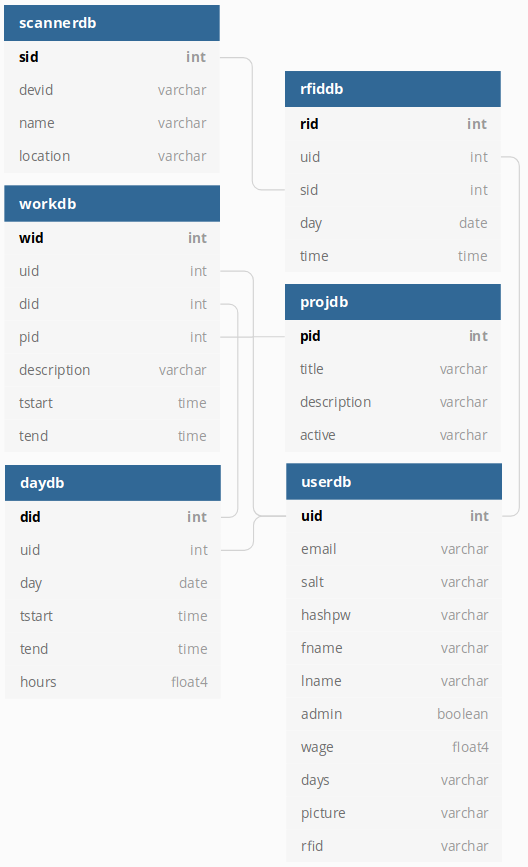 scannerdb
sid int
devid varchar
name varchar
location varchar
workdb
wid int
uid int
did int
pid int
description varchar
tstart time
tend time
daydb
did int
uid int
day date
tstart time
tend time
hours float4
rfiddb
rid int
uid int
sid int
day date
time time
projdb
pid int
title varchar
description varchar
active varchar
userdb
uid int
email varchar
salt varchar
hashpw varchar
fname varchar
lname varchar
admin boolean
wage float4
days varchar
picture varchar
rfid varchar